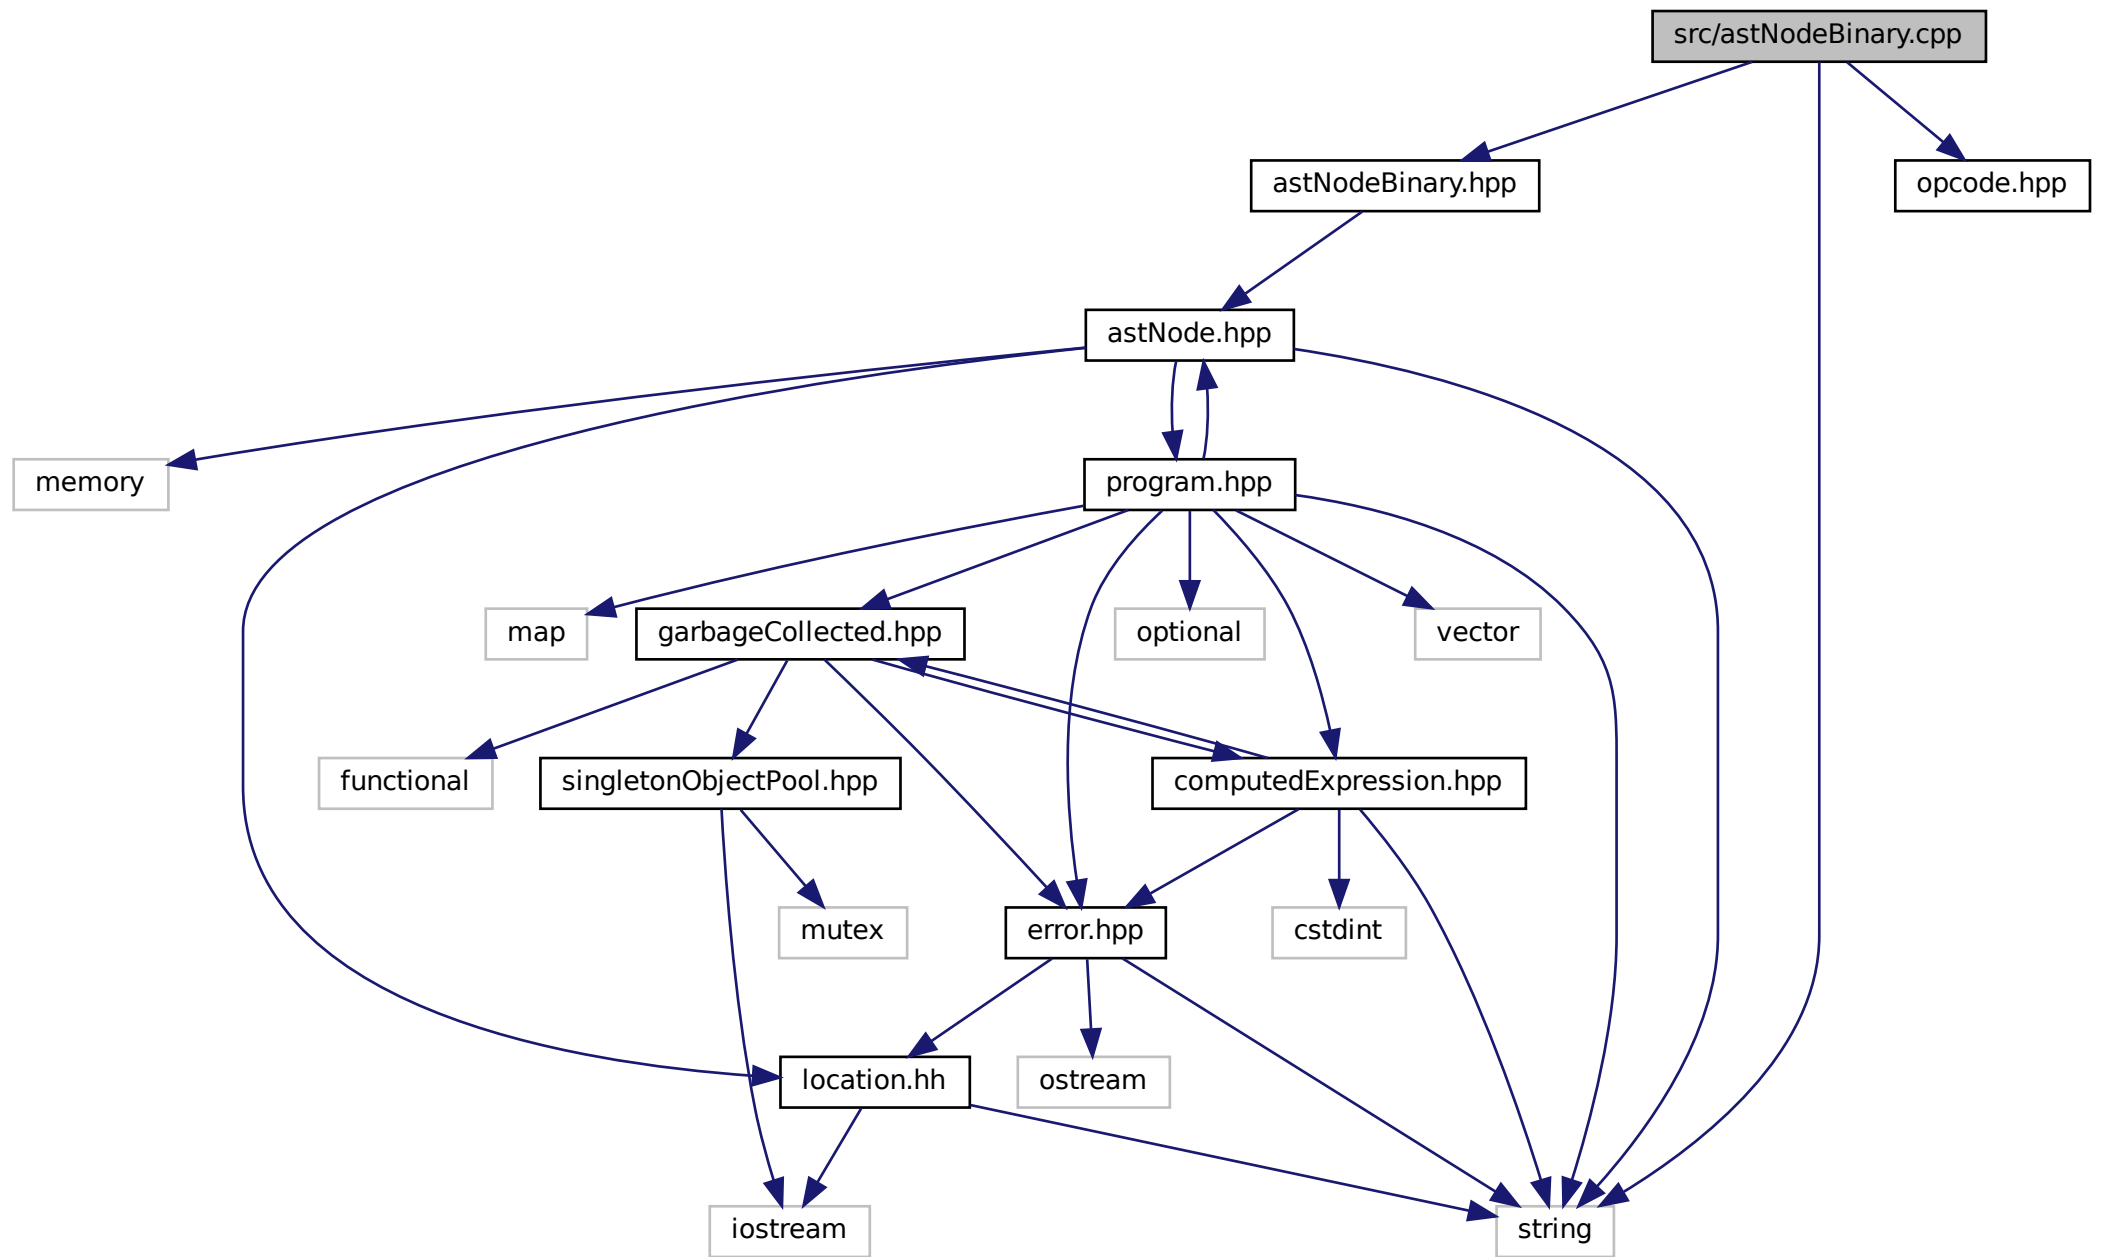 src/astNodeBinary.cpp
astNodeBinary.hpp
opcode.hpp
astNode.hpp
memory
program.hpp
map
garbageCollected.hpp
optional
vector
functional
singletonObjectPool.hpp
computedExpression.hpp
mutex
error.hpp
cstdint
location.hh
ostream
iostream
string